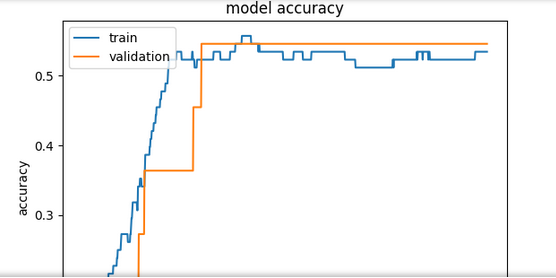 model accuracy
train
validation
0.5
0.4
accuracy
0.3